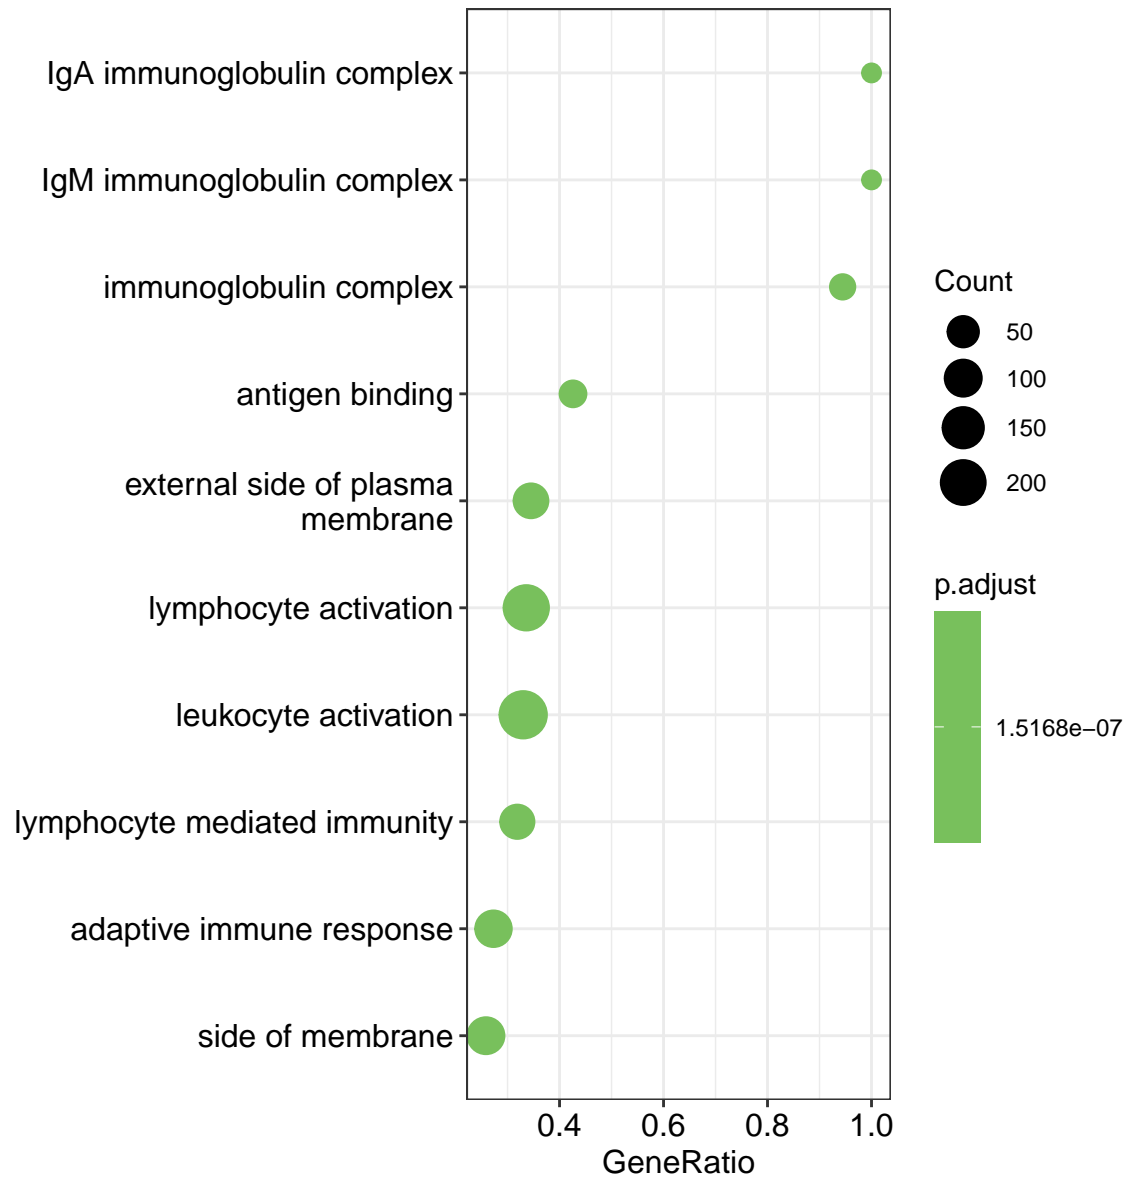 IgA immunoglobulin complex
IgM immunoglobulin complex
immunoglobulin complex
antigen binding
external side of plasma
membrane
lymphocyte activation
leukocyte activation
lymphocyte mediated immunity
adaptive immune response
side of membrane
0.4 0.6 0.8 1.0
GeneRatio
Count
50
100
150
200
p.adjust
1.5168e−07